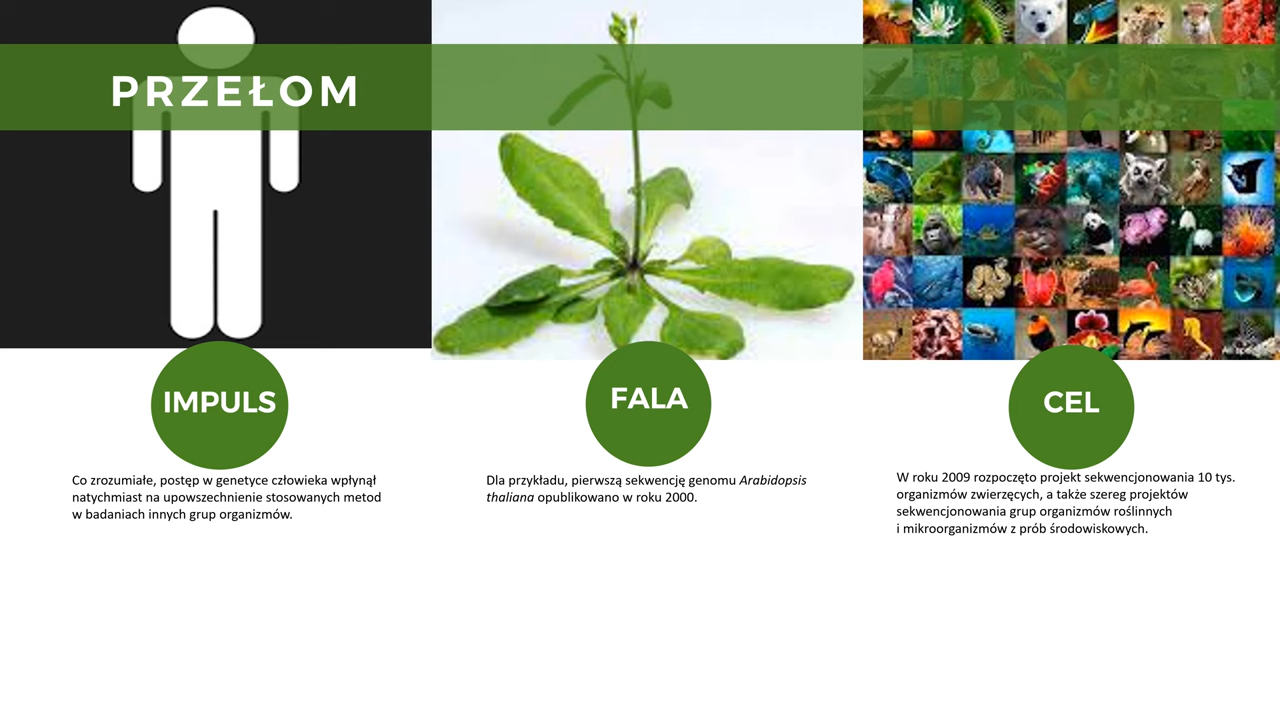 PRZEŁOM
IMPULS
Co zrozumiałe, postęp w genetyce człowieka wpłynął
natychmiast na upowszechnienie stosowanych metod
w badaniach innych grup organizmów.
FALA
Dla przykładu, pierwszą sekwencję genomu Arabidopsis
thaliana opublikowano w roku 2000.
CEL
W roku 2009 rozpoczęto projekt sekwencjonowania 10 tys.
organizmów zwierzęcych, a także szereg projektów
sekwencjonowania grup organizmów roślinnych
i mikroorganizmów z prób środowiskowych.